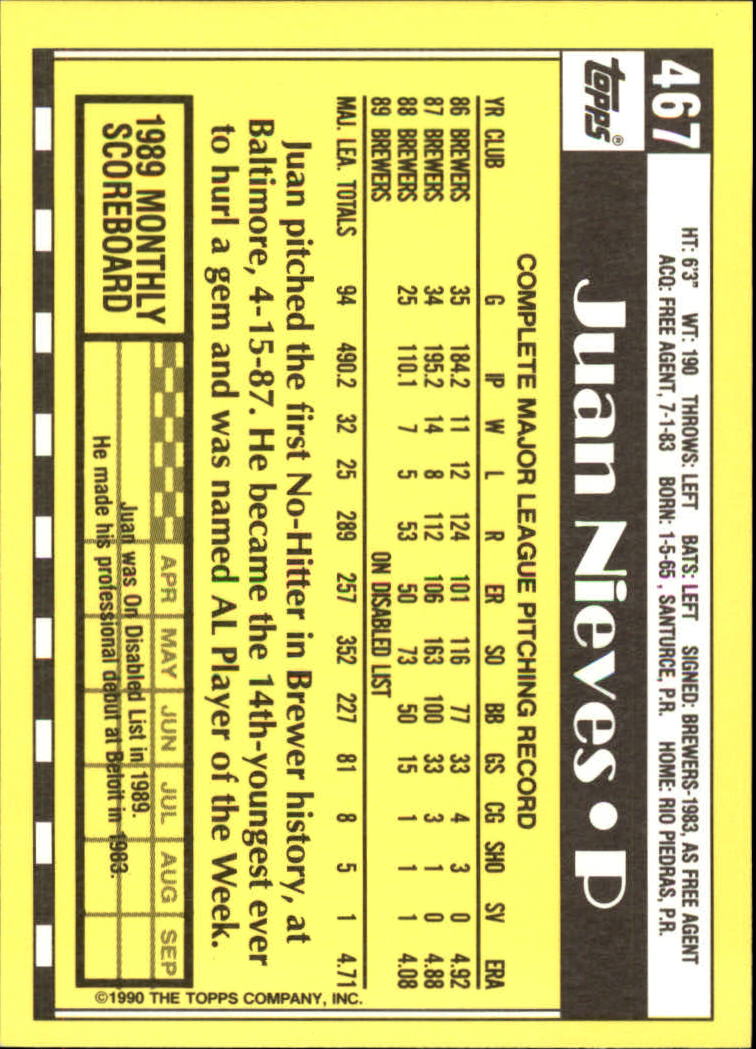 467
HT: 6'3" WT: 190 THROWS: LEFT BATS: LEFT SIGNED: BREWERS-1983, AS FREE AGENT
ACQ: FREE AGENT, 7-1-83 BORN: 1-5-65, SANTURCE, P.R. HOME: RIO PIEDRAS, P.R.
topps®
Juan Nieves • P
COMPLETE MAJOR LEAGUE PITCHING RECORD
YR CLUB G IP W L R ER SO BB GS CG SHO SV ERA
86 BREWERS 35 184.2 11 12 124 101 116 77 33 4 3 0 4.92
87 BREWERS 34 195.2 14 8 112 106 163 100 33 3 1 0 4.88
88 BREWERS 25 110.1 7 5 53 50 73 50 15 1 1 1 4.08
89 BREWERS ON DISABLED LIST
MAJ. LEA. TOTALS 94 490.2 32 25 289 257 352 227 81 8 5 1 4.71
Juan pitched the first No-Hitter in Brewer history, at
Baltimore, 4-15-87. He became the 14th-youngest ever
to hurl a gem and was named AL Player of the Week.
1989 MONTHLY
SCOREBOARD
APR MAY JUN JUL AUG SEP
Juan was On Disabled List in 1989.
He made his professional debut at Beloit in 1983.
©1990 THE TOPPS COMPANY, INC.